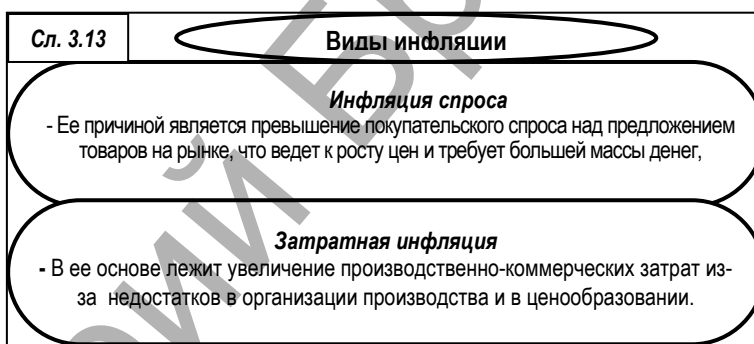 Сл. 3.13
Виды инфляции
Инфляция спроса
- Ее причиной является превышение покупательского спроса над предложением
товаров на рынке, что ведет к росту цен и требует большей массы денег,
Затратная инфляция
- В ее основе лежит увеличение производственно-коммерческих затрат из-
за недостатков в организации производства и в ценообразовании.